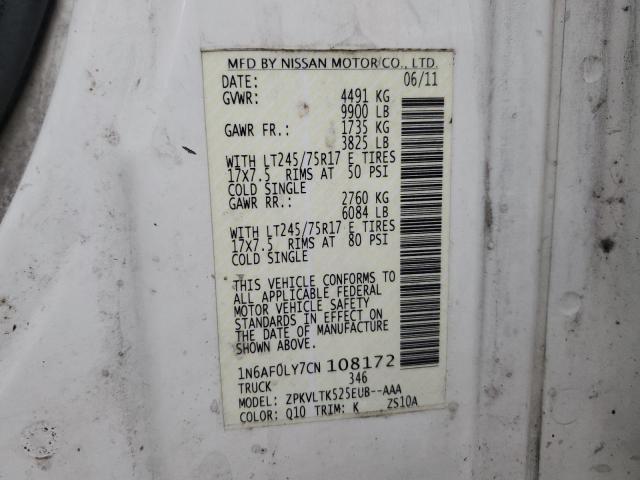 MFD BY NISSAN MOTOR CO., LTD.
DATE: 06/11
GVWR: 4491 KG
9900 LB
GAWR FR.: 1735 KG
3825 LB
WITH LT245/75R17 E TIRES
17X7.5 RIMS AT 50 PSI
COLD SINGLE
GAWR RR.: 2760 KG
6084 LB
WITH LT245/75R17 E TIRES
17X7.5 RIMS AT 80 PSI
COLD SINGLE
THIS VEHICLE CONFORMS TO
ALL APPLICABLE FEDERAL
MOTOR VEHICLE SAFETY
STANDARDS IN EFFECT ON
THE DATE OF MANUFACTURE
SHOWN ABOVE.
1N6AF0LY7CN 108172
TRUCK 346
MODEL: ZPKVLTK525EUB--AAA
COLOR: Q10 TRIM: K ZS10A